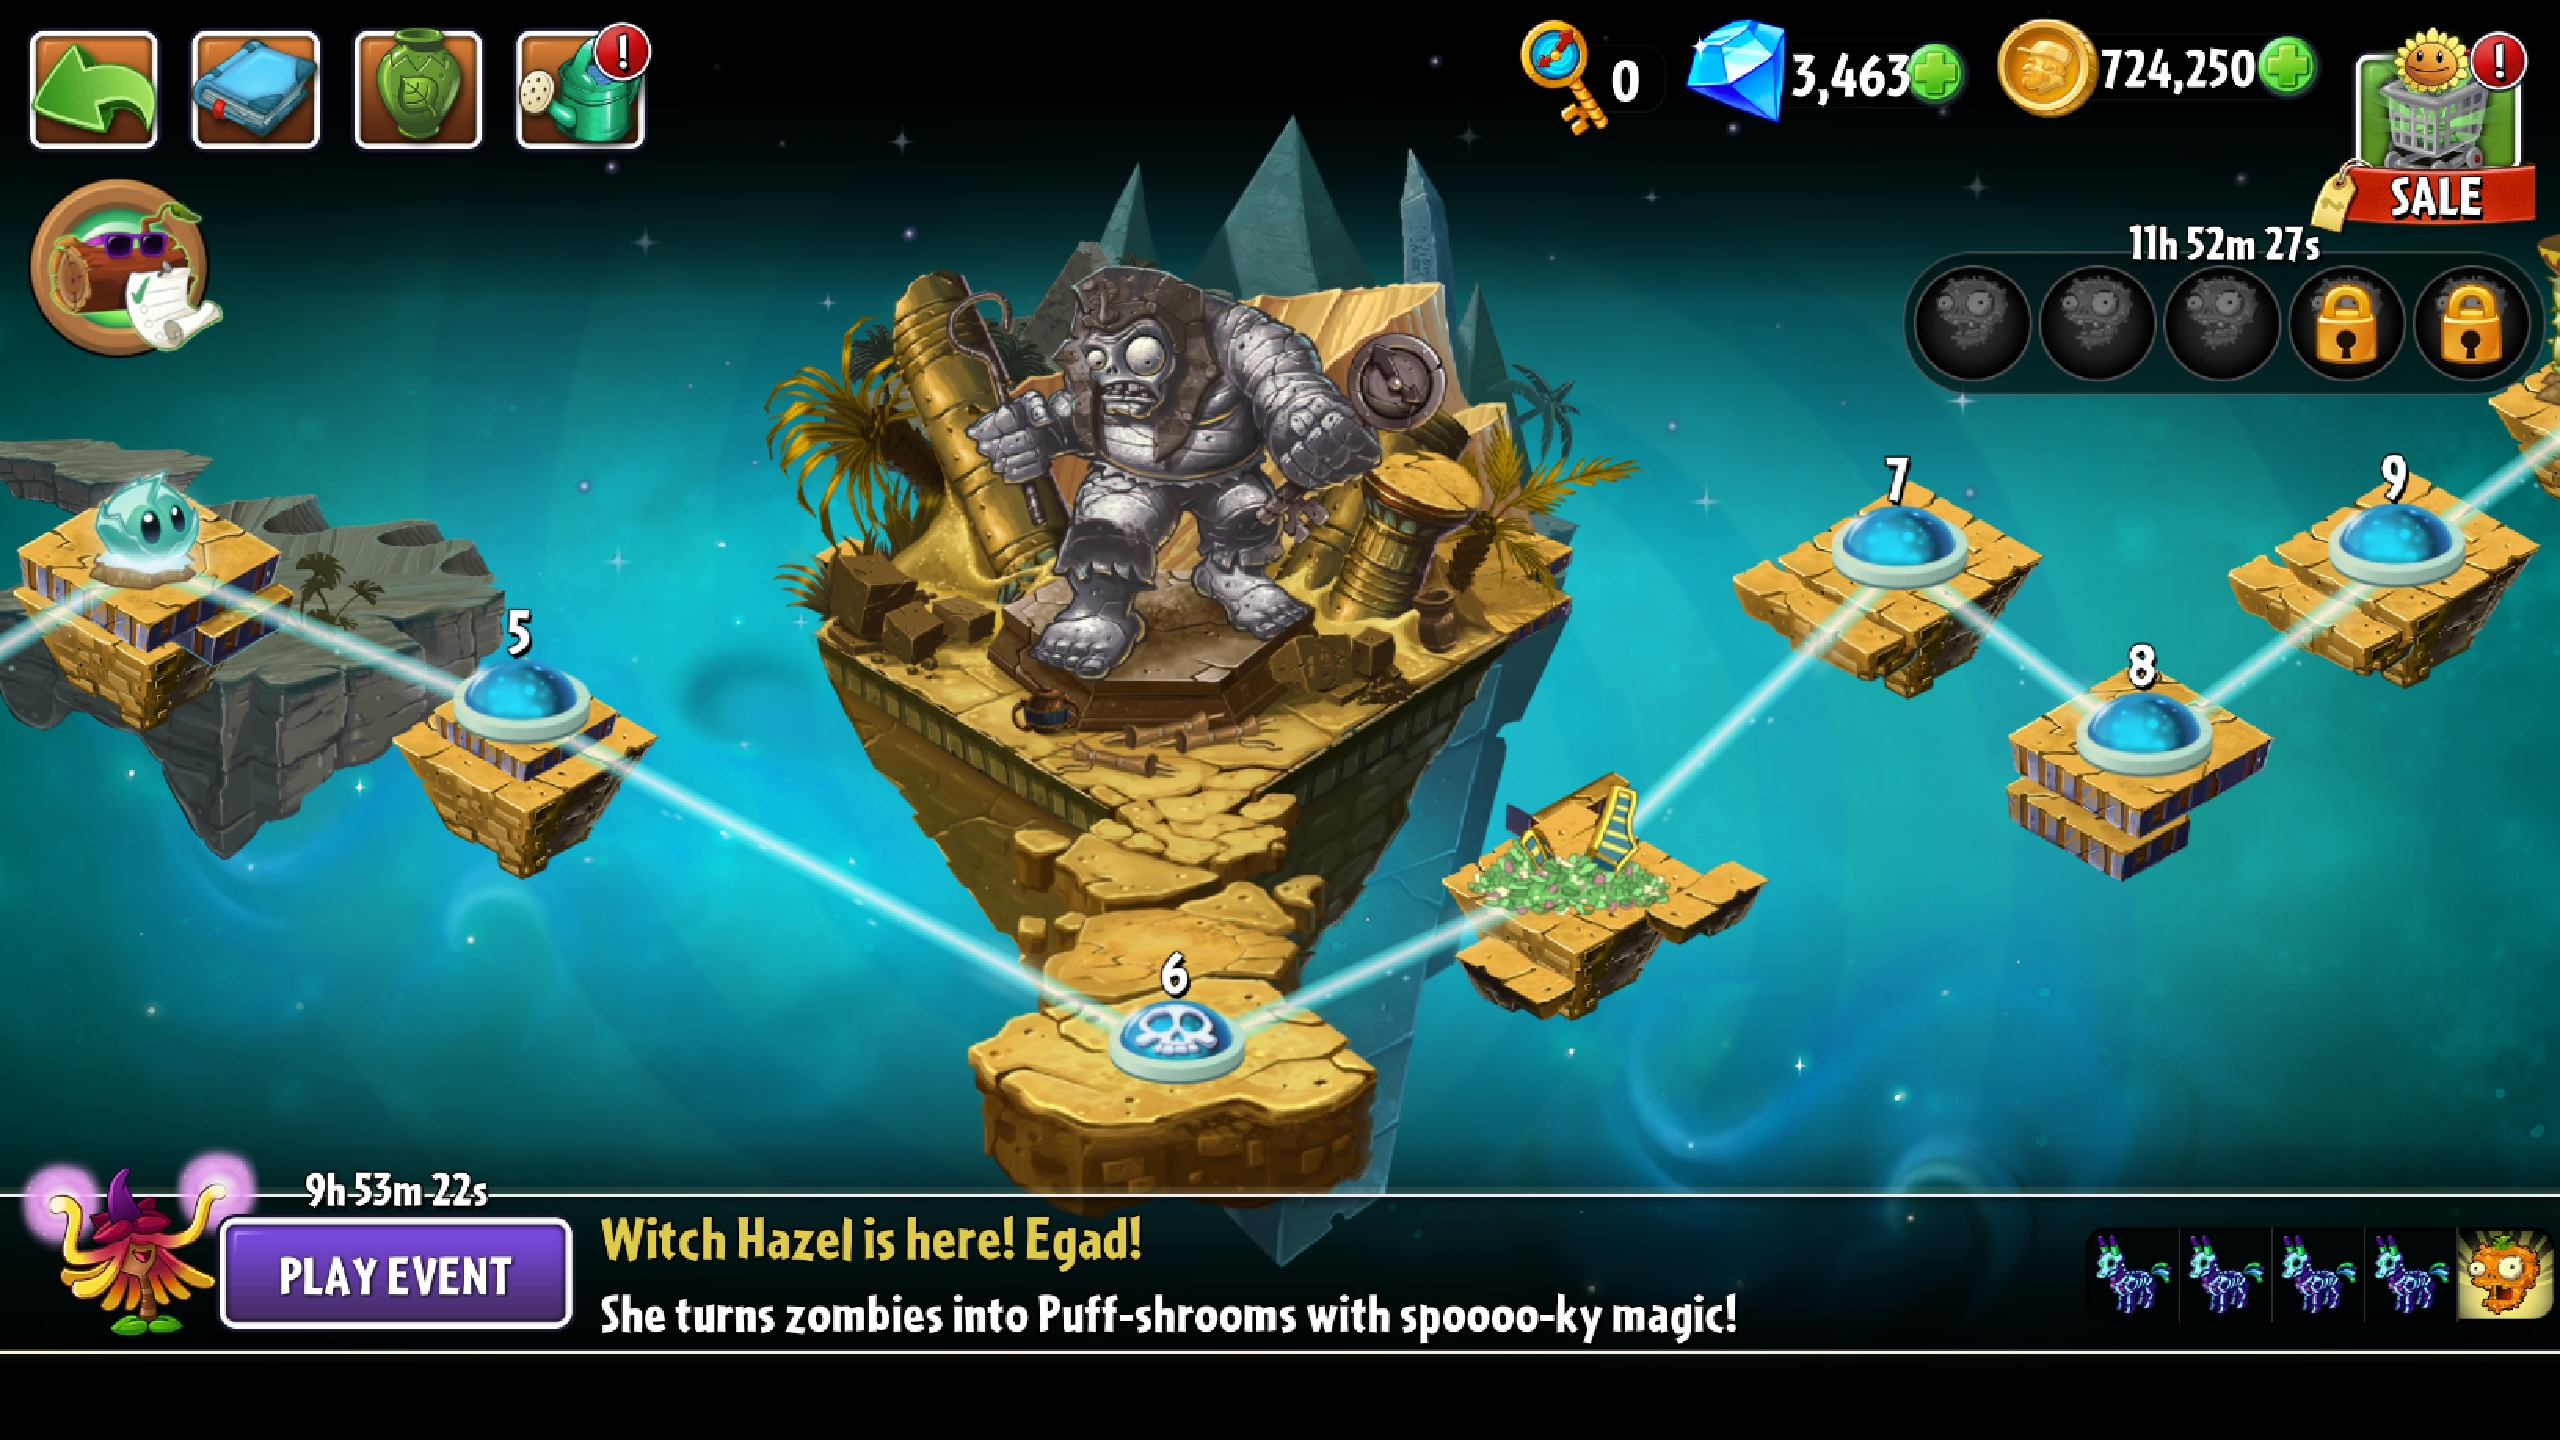 !
0
3,463
724,250
!
SALE
11h 52m 27s
7
9
5
8
6
9h 53m 22s
PLAY EVENT
Witch Hazel is here! Egad!
She turns zombies into Puff-shrooms with spoooo-ky magic!